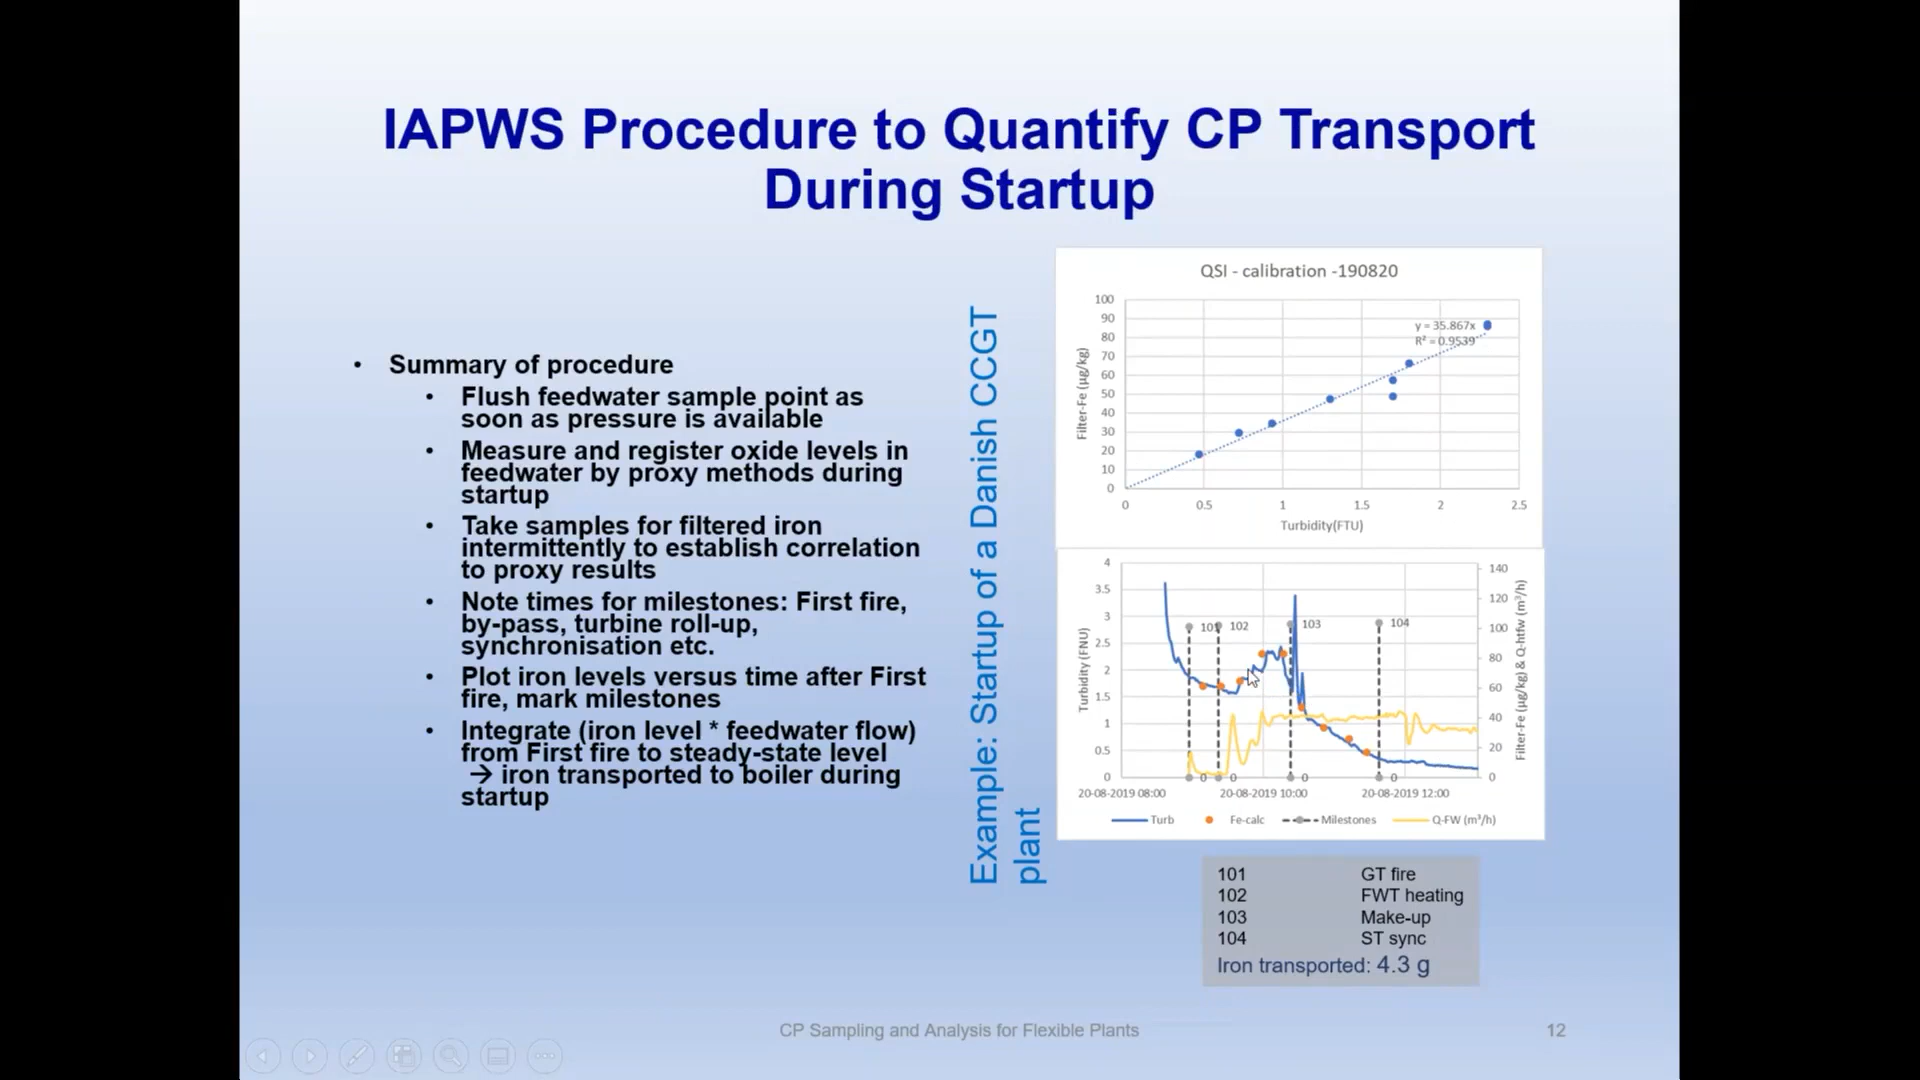 IAPWS Procedure to Quantify CP Transport
During Startup
• Summary of procedure
• Flush feedwater sample point as
soon as pressure is available
• Measure and register oxide levels in
feedwater by proxy methods during
startup
• Take samples for filtered iron
intermittently to establish correlation
to proxy results
• Note times for milestones: First fire,
by-pass, turbine roll-up,
synchronisation etc.
• Plot iron levels versus time after First
fire, mark milestones
• Integrate (iron level * feedwater flow)
from First fire to steady-state level
→ iron transported to boiler during
startup
Example: Startup of a Danish CCGT
plant
QSI - calibration -190820
100
90
80
70
60
50
40
30
20
10
0
Filter-Fe (µg/kg)
y = 35.867x
R² = 0.9539
0 0.5 1 1.5 2 2.5
Turbidity(FTU)
4
3.5
3
2.5
2
1.5
1
0.5
0
Turbidity (FNU)
101 102 103 104
0 0 0 0
140
120
100
80
60
40
20
0
Filter-Fe (µg/kg) & Q-htfw (m³/h)
20-08-2019 08:00 20-08-2019 10:00 20-08-2019 12:00
Turb Fe-calc Milestones Q-FW (m³/h)
101 GT fire
102 FWT heating
103 Make-up
104 ST sync
Iron transported: 4.3 g
CP Sampling and Analysis for Flexible Plants
12